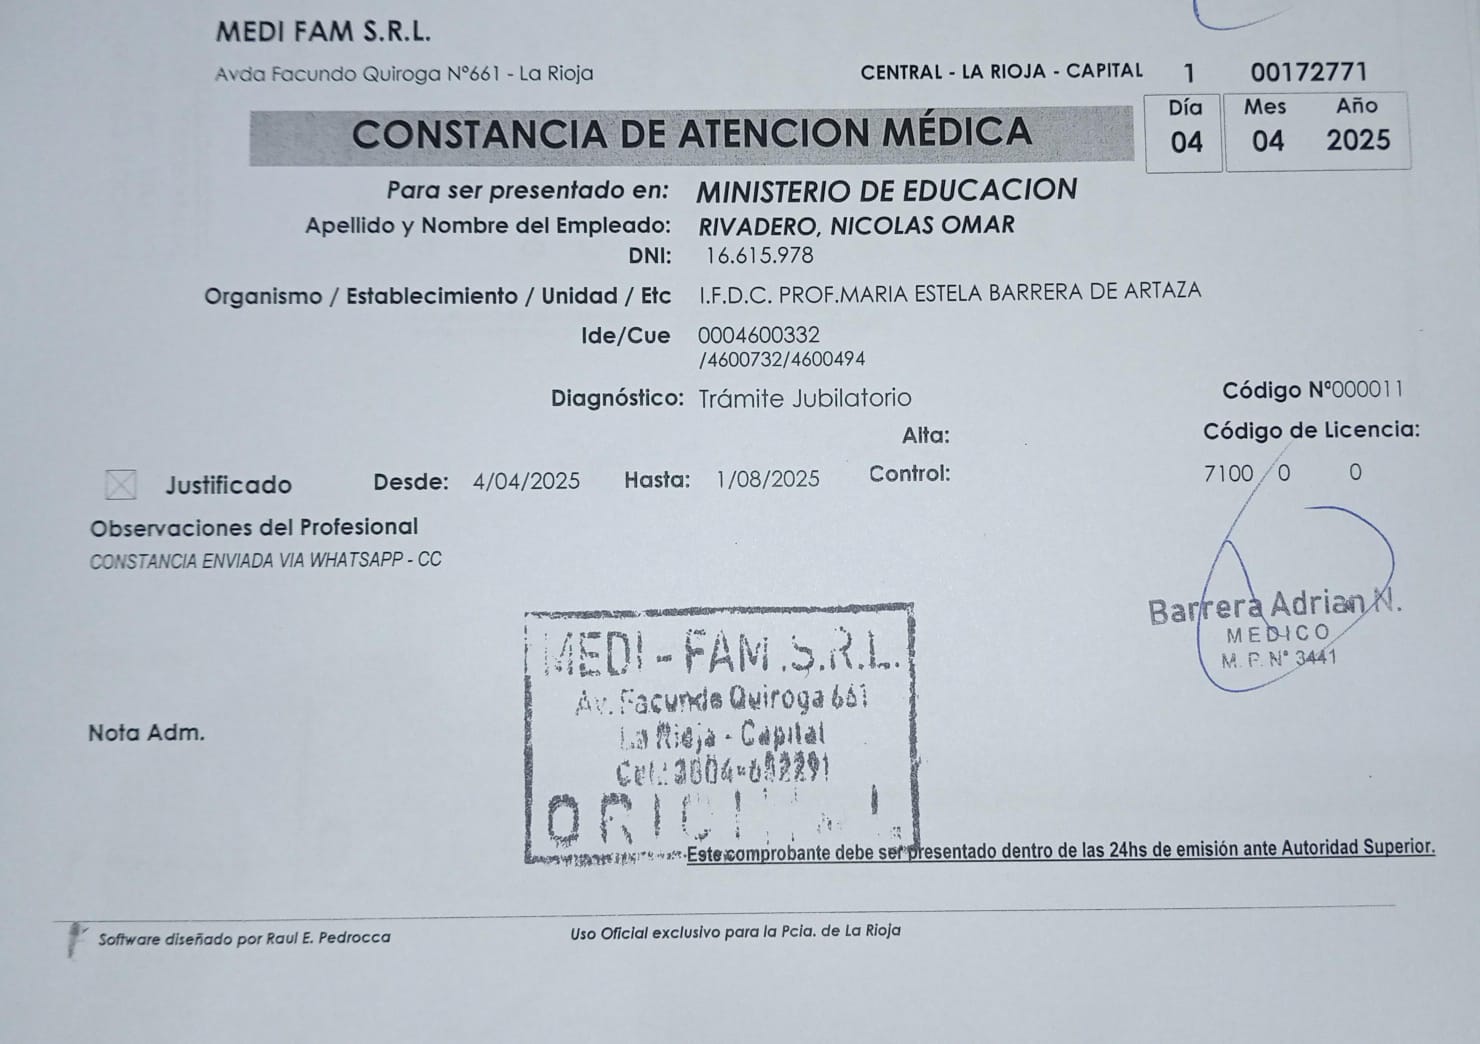 MEDI FAM S.R.L.
Avda Facundo Quiroga Nº661 - La Rioja
CENTRAL - LA RIOJA - CAPITAL 1 00172771
CONSTANCIA DE ATENCION MÉDICA
Día Mes Año
04 04 2025
Para ser presentado en: MINISTERIO DE EDUCACION
Apellido y Nombre del Empleado: RIVADERO, NICOLAS OMAR
DNI: 16.615.978
Organismo / Establecimiento / Unidad / Etc I.F.D.C. PROF.MARIA ESTELA BARRERA DE ARTAZA
Ide/Cue 0004600332
/4600732/4600494
Diagnóstico: Trámite Jubilatorio
Código Nº000011
Alta:
Código de Licencia:
Justificado Desde: 4/04/2025 Hasta: 1/08/2025 Control:
7100 / 0 0
Observaciones del Profesional
CONSTANCIA ENVIADA VIA WHATSAPP - CC
Barrera Adrian N.
MEDICO
M. P. N° 3441
MEDI - FAM .S.R.L.
Av. Facundo Quiroga 661
La Rioja - Capital
Nota Adm.
Este comprobante debe ser presentado dentro de las 24hs de emisión ante Autoridad Superior.
Software diseñado por Raul E. Pedrocca
Uso Oficial exclusivo para la Pcia. de La Rioja